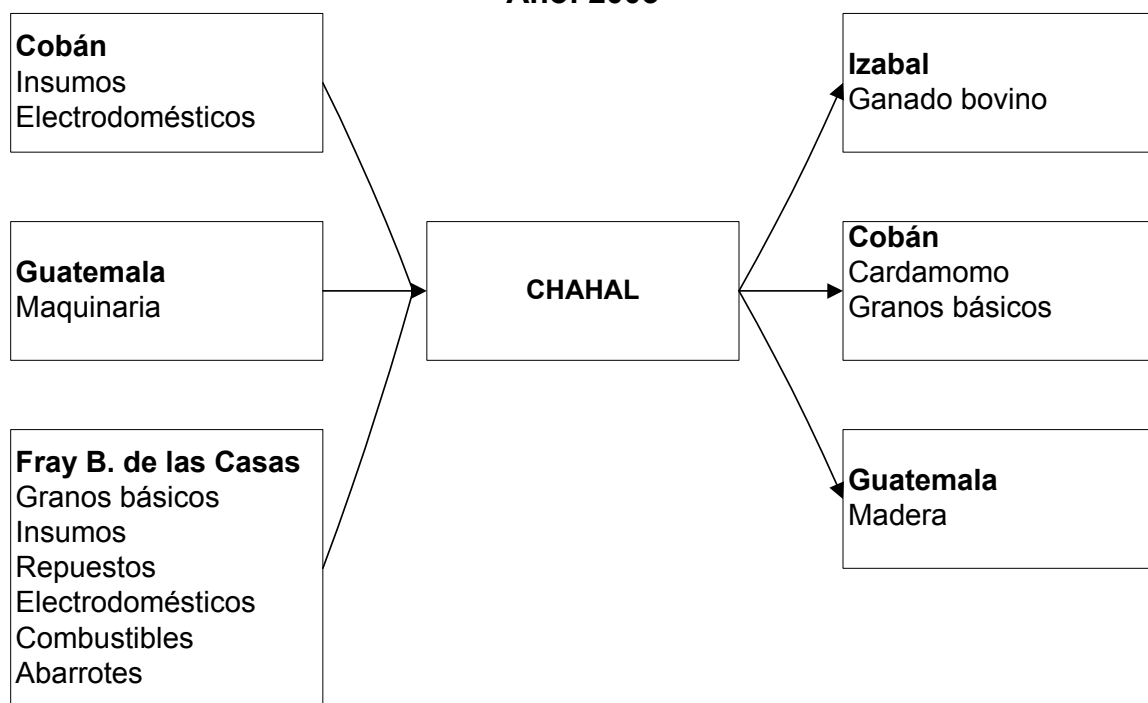 Cobán
Insumos
Electrodomésticos
Guatemala
Maquinaria
Fray B. de las Casas
Granos básicos
Insumos
Repuestos
Electrodomésticos
Combustibles
Abarrotes
CHAHAL
Izabal
Ganado bovino
Cobán
Cardamomo
Granos básicos
Guatemala
Madera